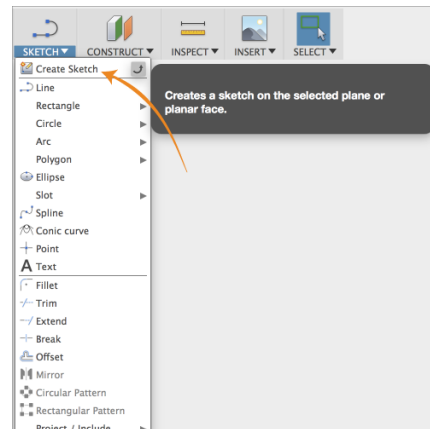 SKETCH▼ CONSTRUCT▼ INSPECT▼ INSERT▼ SELECT▼
Create Sketch
Creates a sketch on the selected plane or
planar face.
Line
Rectangle
Circle
Arc
Polygon
Ellipse
Slot
Spline
Conic curve
Point
A Text
Fillet
Trim
Extend
Break
Offset
Mirror
Circular Pattern
Rectangular Pattern
Project / Include